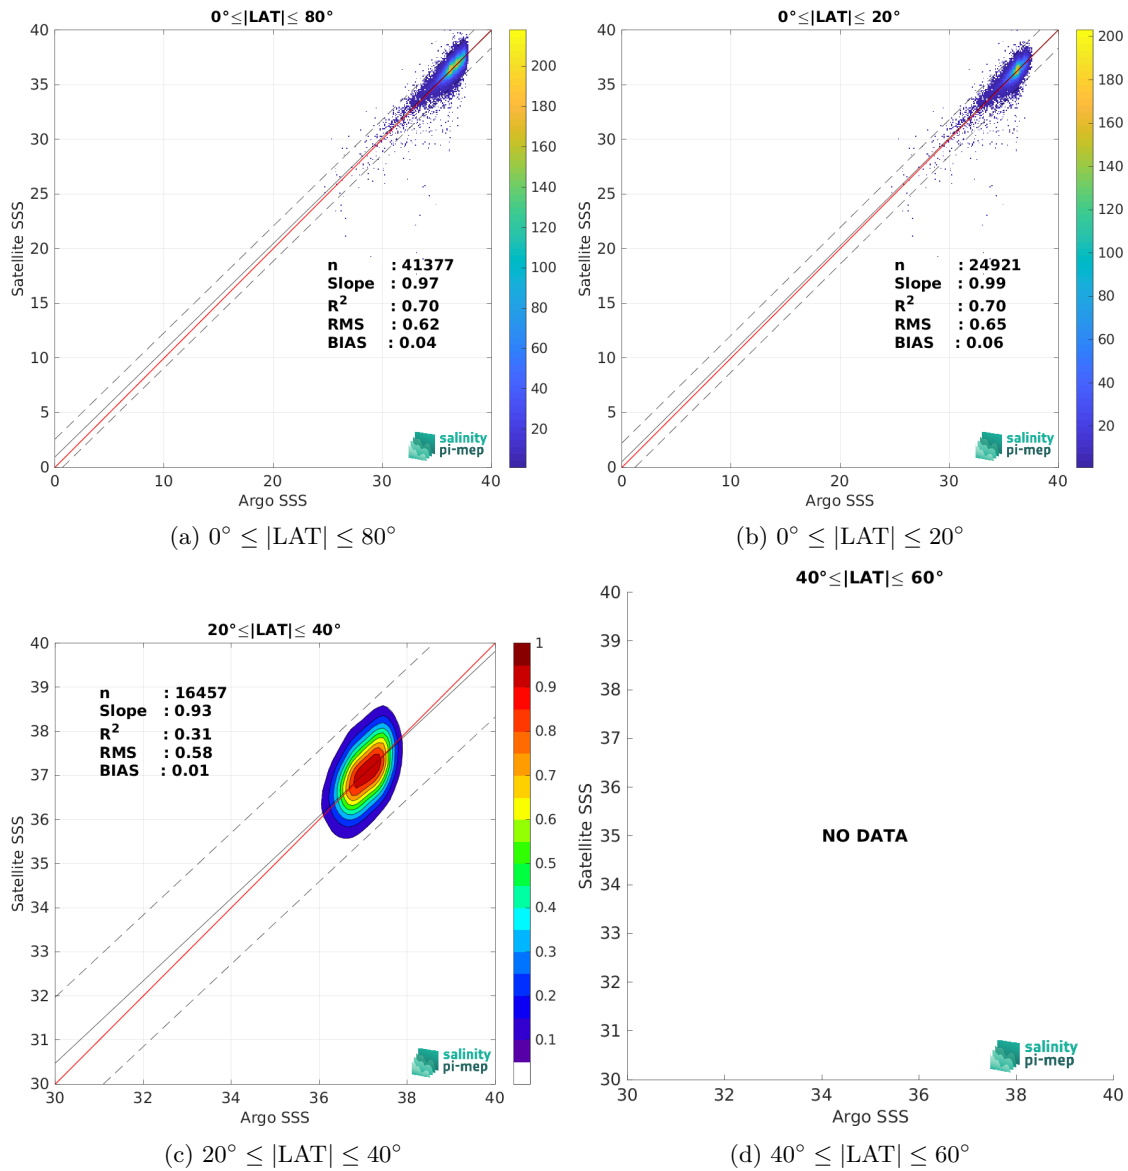 0°≤|LAT|≤ 80°
40
35
30
25
20
15
10
5
0
0
10
20
30
40
Satellite SSS
Argo SSS
n : 41377
Slope : 0.97
R² : 0.70
RMS : 0.62
BIAS : 0.04
salinity
pi-mep
200
180
160
140
120
100
80
60
40
20
(a) 0° ≤ |LAT| ≤ 80°
0°≤|LAT|≤ 20°
40
35
30
25
20
15
10
5
0
0
10
20
30
40
Satellite SSS
Argo SSS
n : 24921
Slope : 0.99
R² : 0.70
RMS : 0.65
BIAS : 0.06
salinity
pi-mep
200
180
160
140
120
100
80
60
40
20
(b) 0° ≤ |LAT| ≤ 20°
20°≤|LAT|≤ 40°
40
39
38
37
36
35
34
33
32
31
30
30
32
34
36
38
40
Satellite SSS
Argo SSS
n : 16457
Slope : 0.93
R² : 0.31
RMS : 0.58
BIAS : 0.01
salinity
pi-mep
1
0.9
0.8
0.7
0.6
0.5
0.4
0.3
0.2
0.1
(c) 20° ≤ |LAT| ≤ 40°
40°≤|LAT|≤ 60°
40
39
38
37
36
35
34
33
32
31
30
30
32
34
36
38
40
Satellite SSS
Argo SSS
NO DATA
salinity
pi-mep
(d) 40° ≤ |LAT| ≤ 60°